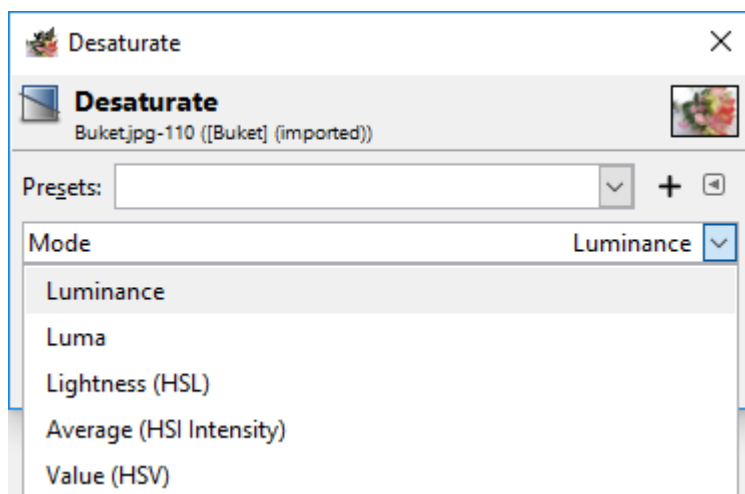 Desaturate
Desaturate
Buket.jpg-110 ([Buket] (imported))
Presets:
Mode Luminance
Luminance
Luma
Lightness (HSL)
Average (HSI Intensity)
Value (HSV)